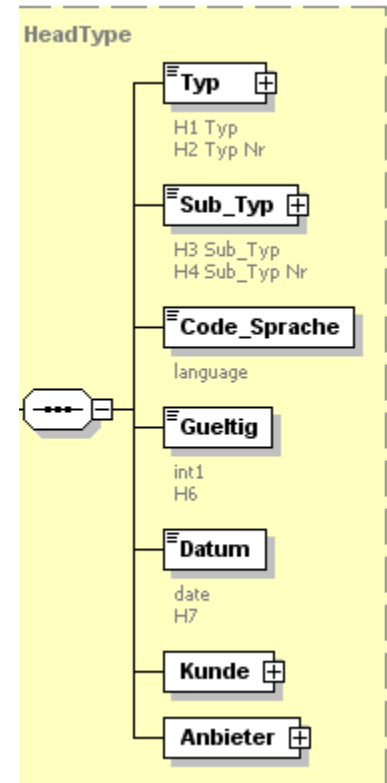 HeadType
Typ
H1 Typ
H2 Typ Nr
Sub_Typ
H3 Sub_Typ
H4 Sub_Typ Nr
Code_Sprache
language
Gueltig
int1
H6
Datum
date
H7
Kunde
Anbieter